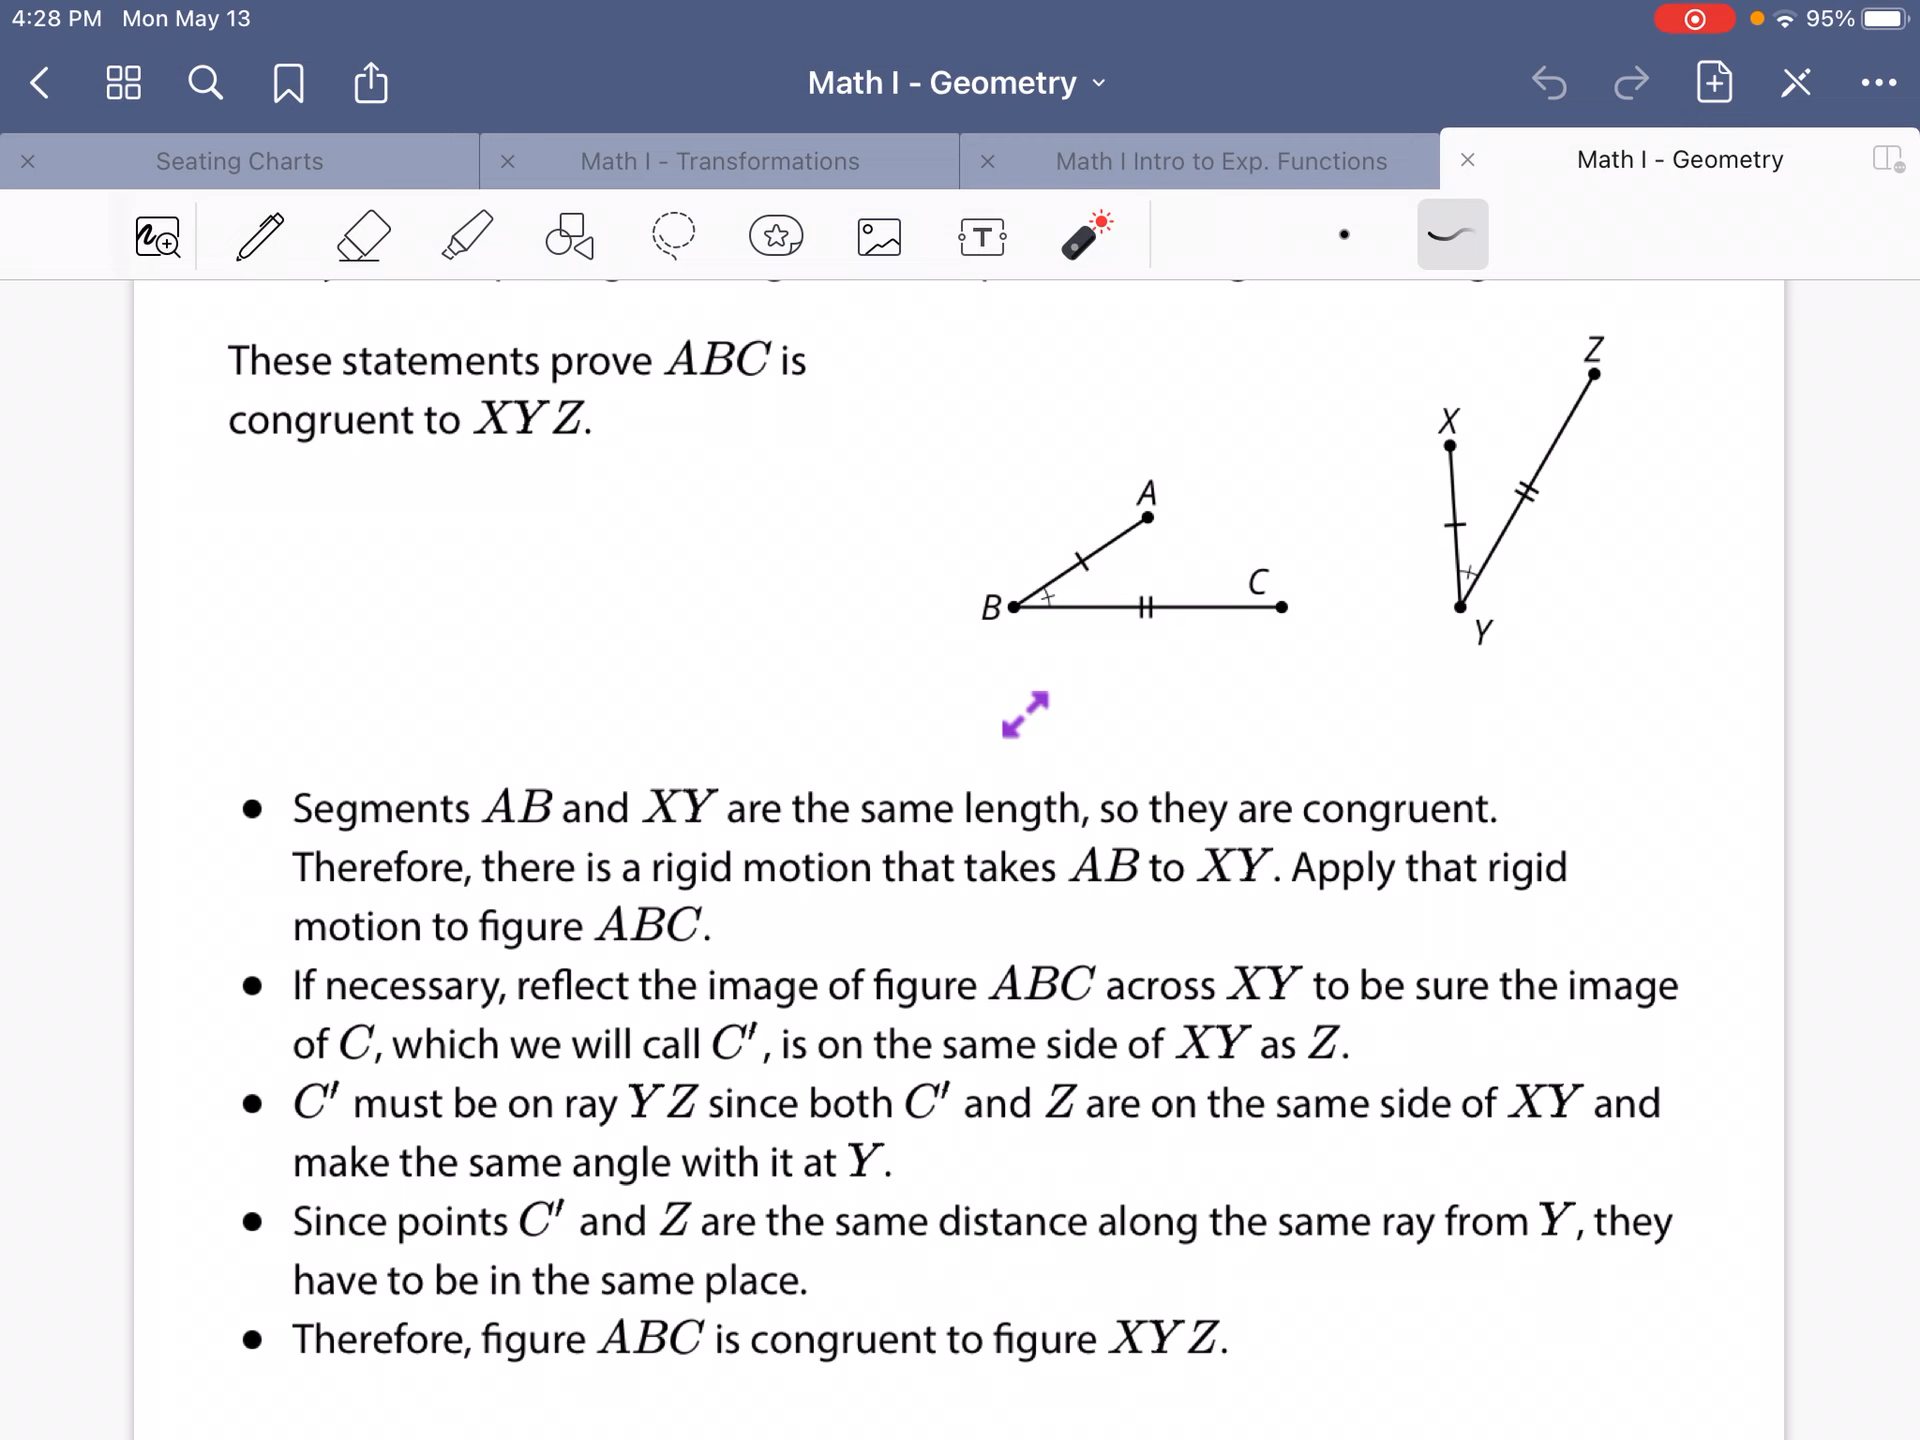 4:28 PM Mon May 13
95%
Math I - Geometry
Seating Charts
Math I - Transformations
Math I Intro to Exp. Functions
Math I - Geometry
T
These statements prove ABC is
congruent to XYZ.
Z
X
A
C
B
Y
• Segments AB and XY are the same length, so they are congruent.
Therefore, there is a rigid motion that takes AB to XY. Apply that rigid
motion to figure ABC.
• If necessary, reflect the image of figure ABC across XY to be sure the image
of C, which we will call C′, is on the same side of XY as Z.
• C′ must be on ray YZ since both C′ and Z are on the same side of XY and
make the same angle with it at Y.
• Since points C′ and Z are the same distance along the same ray from Y, they
have to be in the same place.
• Therefore, figure ABC is congruent to figure XYZ.